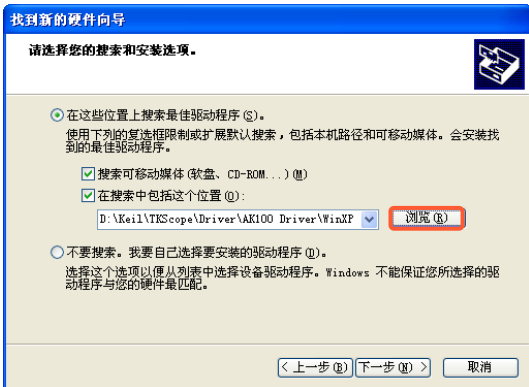 找到新的硬件向导
请选择您的搜索和安装选项。
在这些位置上搜索最佳驱动程序(S)。
使用下列的复选框限制或扩展默认搜索，包括本机路径和可移动媒体。会安装找
到的最佳驱动程序。
搜索可移动媒体(软盘、CD-ROM...)(M)
在搜索中包括这个位置(O):
D:\Keil\TKScope\Driver\AK100 Driver\WinXP
浏览(R)
不要搜索。我要自己选择要安装的驱动程序(D)。
选择这个选项以便从列表中选择设备驱动程序。Windows 不能保证您所选择的驱
动程序与您的硬件最匹配。
< 上一步(B) 下一步(N) > 取消